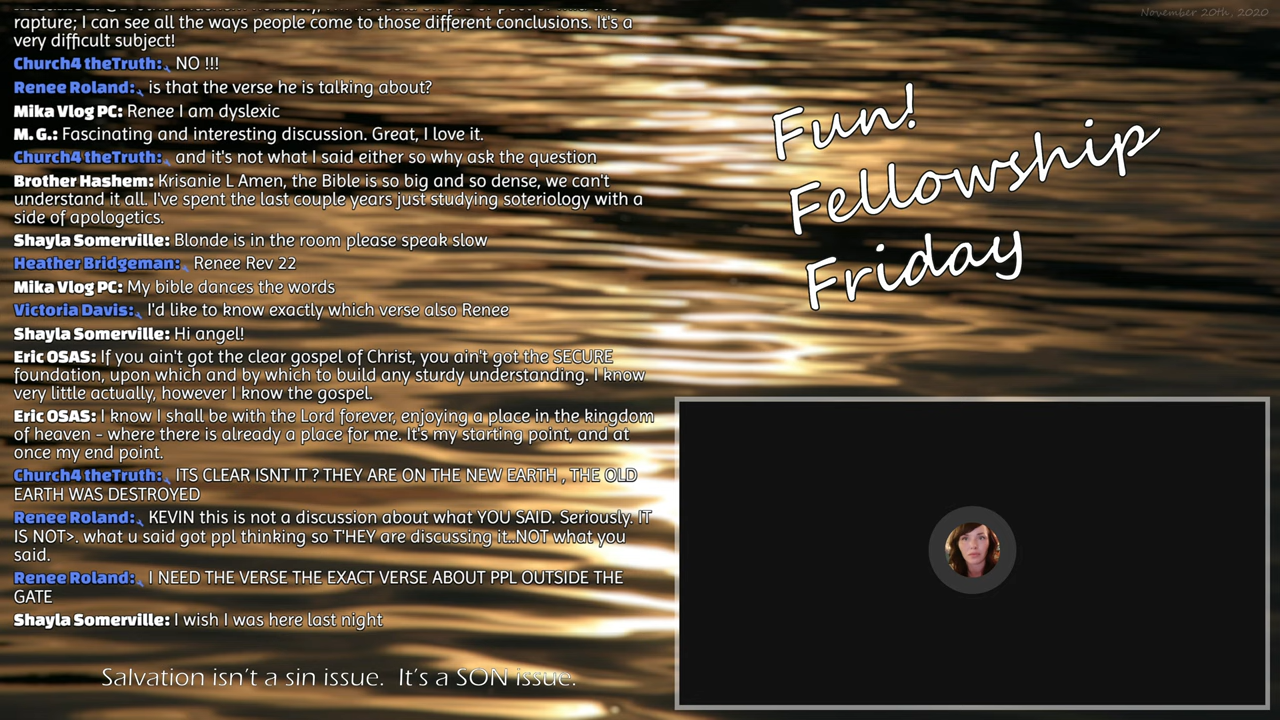 rapture; I can see all the ways people come to those different conclusions. It's a
very difficult subject!
Church4 theTruth: NO !!!
Renee Roland: is that the verse he is talking about?
Mika Vlog PC: Renee I am dyslexic
M. G.: Fascinating and interesting discussion. Great, I love it.
Church4 theTruth: and it's not what I said either so why ask the question
Brother Hashem: Krisanie L Amen, the Bible is so big and so dense, we can't
understand it all. I've spent the last couple years just studying soteriology with a
side of apologetics.
Shayla Somerville: Blonde is in the room please speak slow
Heather Bridgeman: Renee Rev 22
Mika Vlog PC: My bible dances the words
Victoria Davis: I'd like to know exactly which verse also Renee
Shayla Somerville: Hi angel!
Eric OSAS: If you ain't got the clear gospel of Christ, you ain't got the SECURE
foundation, upon which and by which to build any sturdy understanding. I know
very little actually, however I know the gospel.
Eric OSAS: I know I shall be with the Lord forever, enjoying a place in the kingdom
of heaven - where there is already a place for me. It's my starting point, and at
once my end point.
Church4 theTruth: ITS CLEAR ISNT IT ? THEY ARE ON THE NEW EARTH , THE OLD
EARTH WAS DESTROYED
Renee Roland: KEVIN this is not a discussion about what YOU SAID. Seriously. IT
IS NOT>. what u said got ppl thinking so T'HEY are discussing it..NOT what you
said.
Renee Roland: I NEED THE VERSE THE EXACT VERSE ABOUT PPL OUTSIDE THE
GATE
Shayla Somerville: I wish I was here last night
Salvation isn't a sin issue. It's a SON issue.
November 20th, 2020
Fun!
Fellowship
Friday